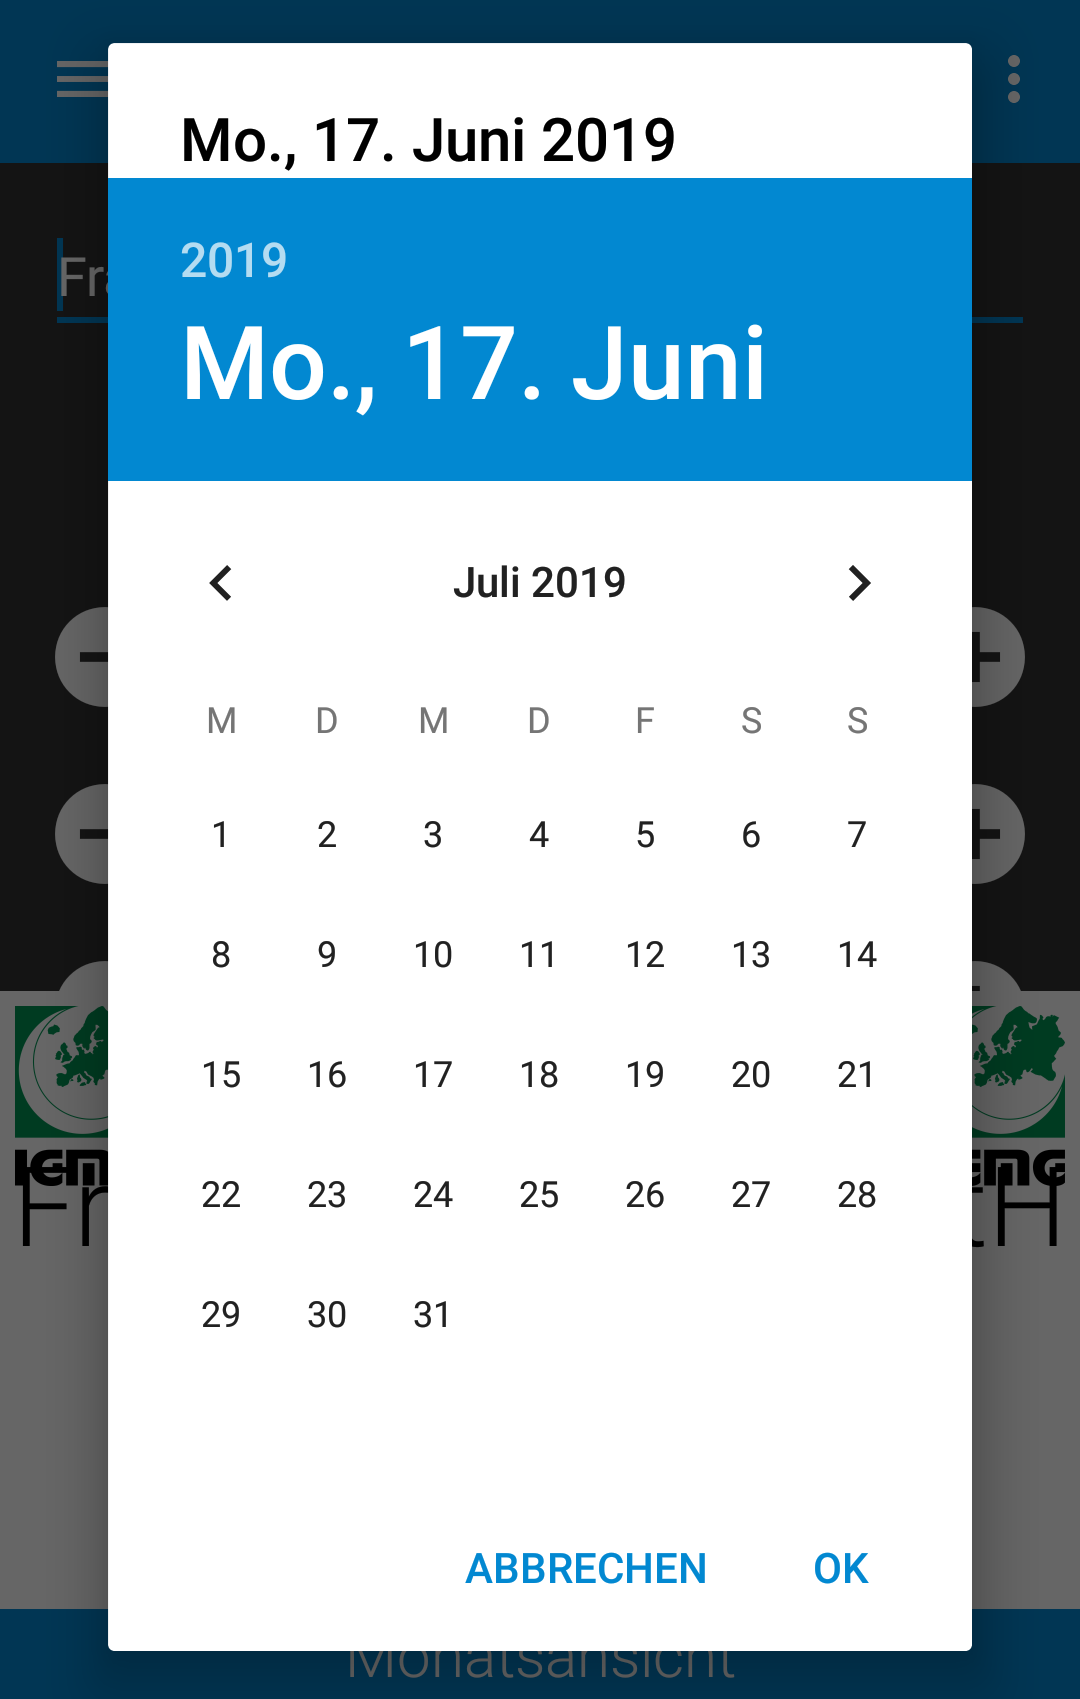 Mo., 17. Juni 2019
2019
Mo., 17. Juni
Juli 2019
M D M D F S S
1 2 3 4 5 6 7
8 9 10 11 12 13 14
15 16 17 18 19 20 21
22 23 24 25 26 27 28
29 30 31
ABBRECHEN OK
Monatsansicht